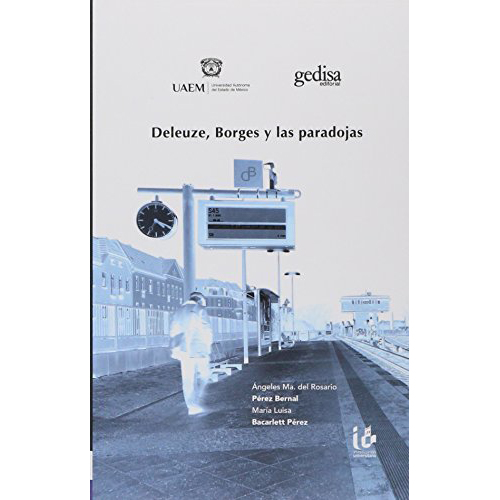 UAEM
Universidad Autónoma
del Estado de México
gedisa
editorial
Deleuze, Borges y las paradojas
Ángeles Ma. del Rosario
Pérez Bernal
María Luisa
Bacarlett Pérez